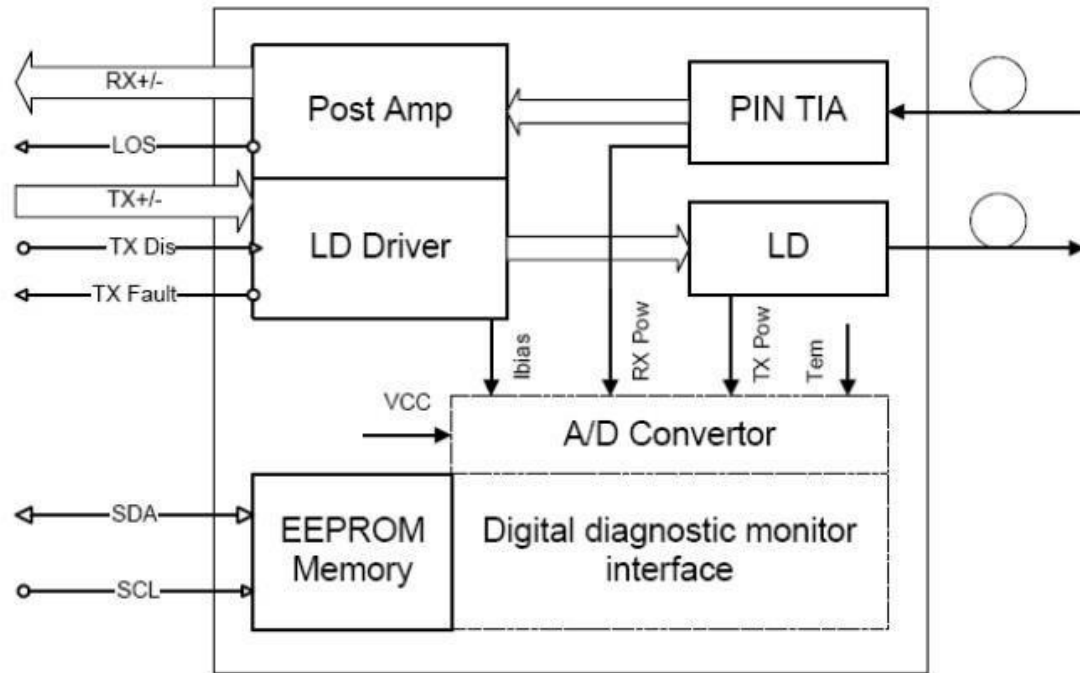 RX+/-
Post Amp
PIN TIA
LOS
TX+/-
TX Dis
LD Driver
LD
TX Fault
Ibias
RX Pow
TX Pow
Tem
VCC
A/D Convertor
SDA
EEPROM
Memory
Digital diagnostic monitor
interface
SCL